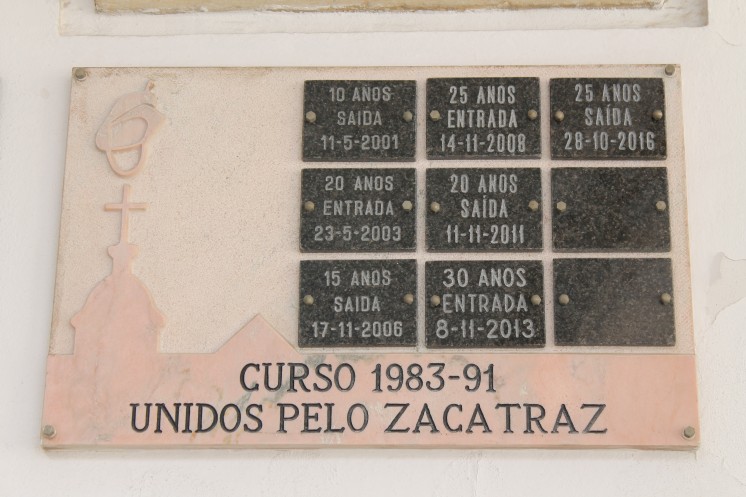 10 ANOS
SAIDA
11-5-2001
20 ANOS
ENTRADA
23-5-2003
15 ANOS
SAIDA
17-11-2006
25 ANOS
ENTRADA
14-11-2008
20 ANOS
SAÍDA
11-11-2011
30 ANOS
ENTRADA
8-11-2013
25 ANOS
SAÍDA
28-10-2016
CURSO 1983-91
UNIDOS PELO ZACATRAZ